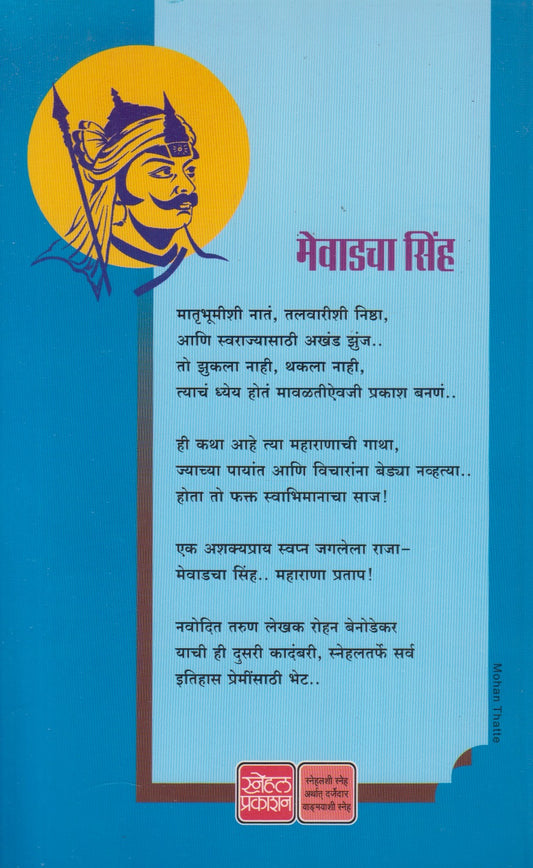 मेवाडचा सिंह
मातृभूमीशी नातं, तलवारीशी निष्ठा,
आणि स्वराज्यासाठी अखंड झुंज..
तो झुकला नाही, थकला नाही,
त्याचं ध्येय होतं मावळतीऐवजी प्रकाश बनणं..
ही कथा आहे त्या महाराणाची गाथा,
ज्याच्या पायांत आणि विचारांना बेड्या नव्हत्या..
होता तो फक्त स्वाभिमानाचा साज!
एक अशक्यप्राय स्वप्न जगलेला राजा–
मेवाडचा सिंह.. महाराणा प्रताप!
नवोदित तरुण लेखक रोहन बेनोडेकर
याची ही दुसरी कादंबरी, स्नेहलतर्फे सर्व
इतिहास प्रेमींसाठी भेट..
Mohan Thatte
स्नेहल
प्रकाशन
स्नेहलशी स्नेह
अर्थात् दर्जेदार
वाङ्मयाशी स्नेह